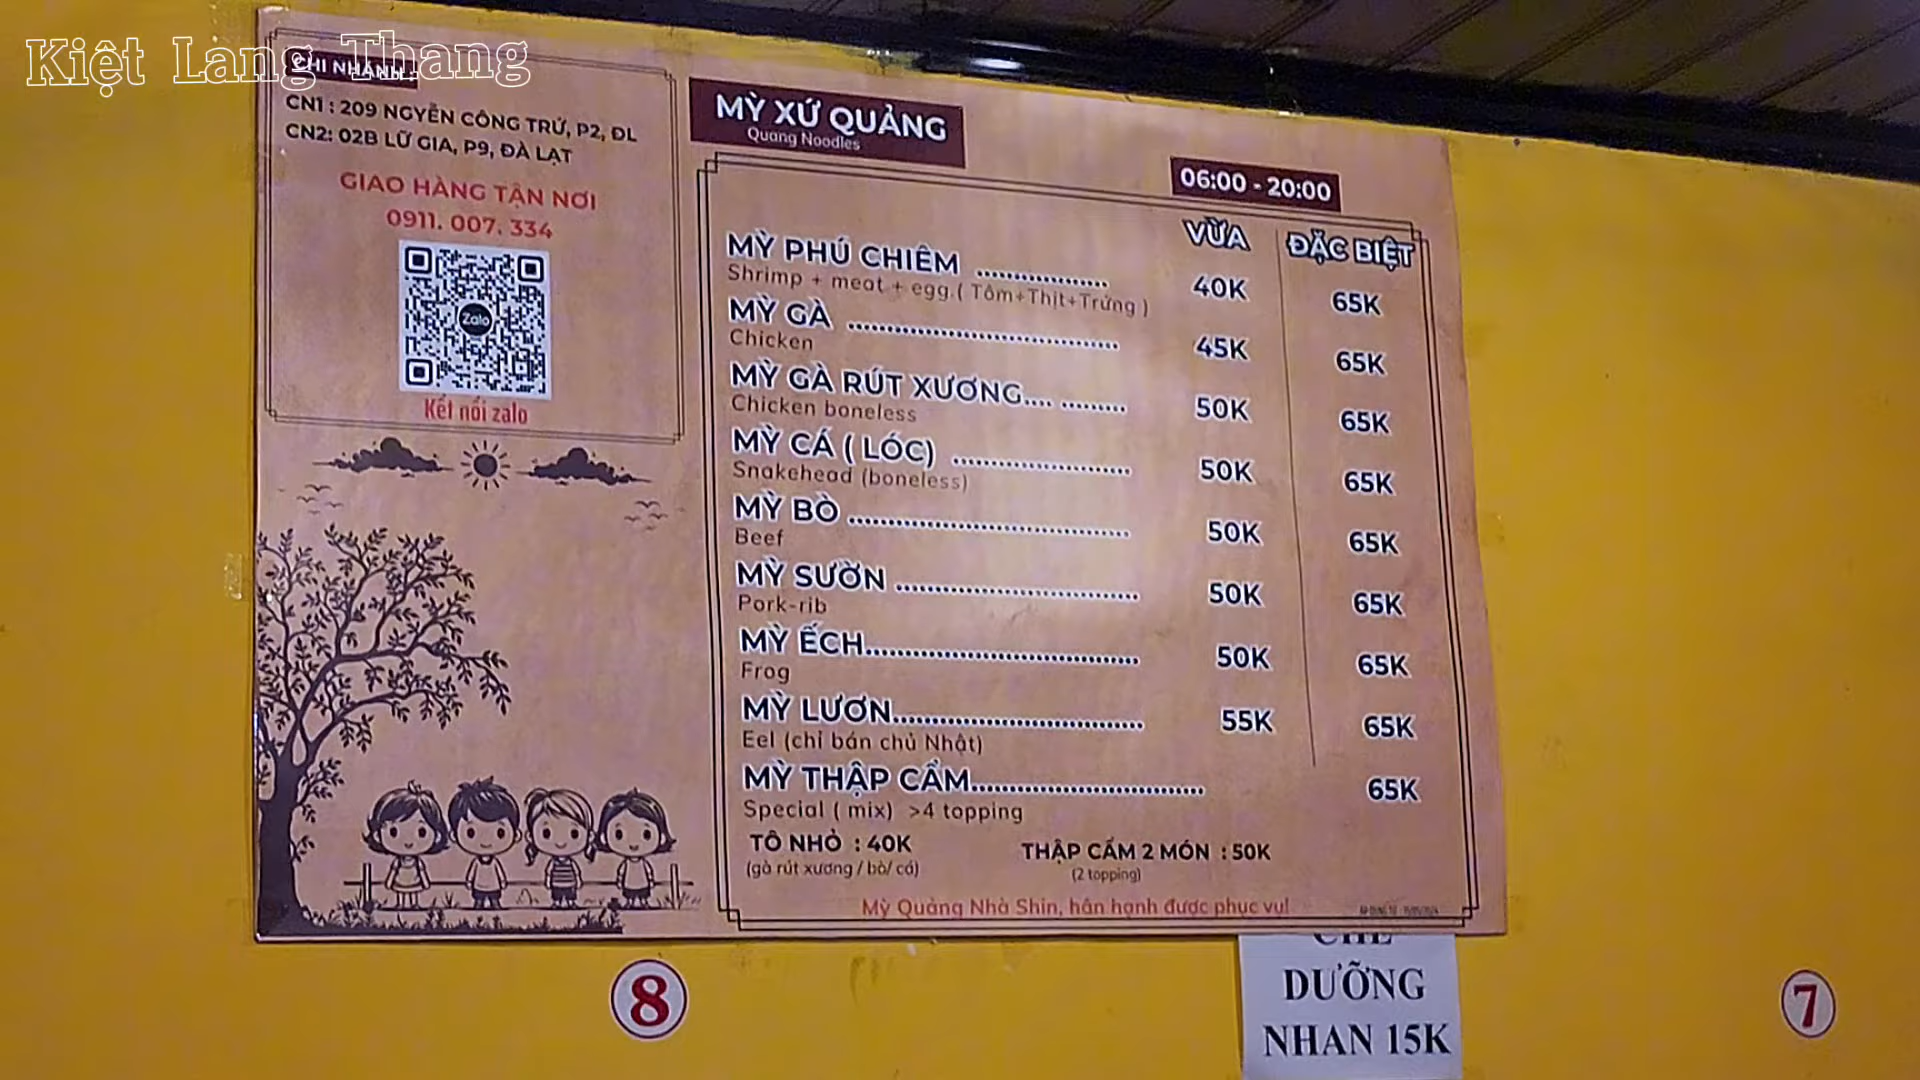 Kiệt Lang Thang
CHI NHÁNH :
CN1 : 209 NGYỄN CÔNG TRỨ, P2, ĐL
CN2: 02B LỮ GIA, P9, ĐÀ LẠT
GIAO HÀNG TẬN NƠI
0911. 007. 334
Zalo
Kết nối zalo
MỲ XỨ QUẢNG
Quang Noodles
06:00 - 20:00
VỪA ĐẶC BIỆT
MỲ PHÚ CHIÊM .................. 40K 65K
Shrimp + meat + egg.( Tôm+Thịt+Trứng )
MỲ GÀ .................................... 45K 65K
Chicken
MỲ GÀ RÚT XƯƠNG.... ......... 50K 65K
Chicken boneless
MỲ CÁ ( LÓC) ........................ 50K 65K
Snakehead (boneless)
MỲ BÒ ..................................... 50K 65K
Beef
MỲ SƯỜN ................................ 50K 65K
Pork-rib
MỲ ẾCH.................................... 50K 65K
Frog
MỲ LƯƠN................................. 55K 65K
Eel (chỉ bán chủ Nhật)
MỲ THẬP CẨM............................... 65K
Special ( mix) >4 topping
TÔ NHỎ : 40K THẬP CẨM 2 MÓN : 50K
(gà rút xương / bò/ cá) (2 topping)
Mỳ Quảng Nhà Shin, hân hạnh được phục vụ!
CHÈ
DƯỠNG
NHAN 15K
8
7